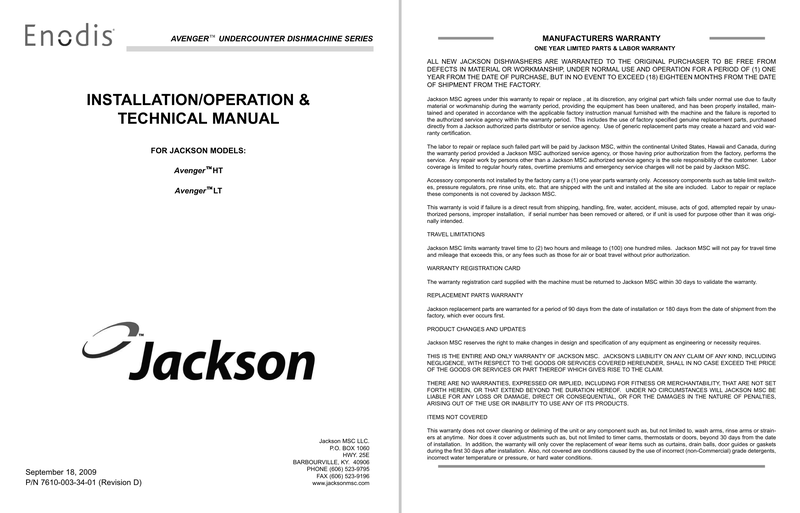 Enodis
AVENGER™ UNDERCOUNTER DISHMACHINE SERIES
INSTALLATION/OPERATION &
TECHNICAL MANUAL
FOR JACKSON MODELS:
Avenger™HT
Avenger™LT
Jackson™
Jackson MSC LLC.
P.O. BOX 1060
HWY. 25E
BARBOURVILLE, KY. 40906
PHONE (606) 523-9795
FAX (606) 523-9196
www.jacksonmsc.com
September 18, 2009
P/N 7610-003-34-01 (Revision D)
MANUFACTURERS WARRANTY
ONE YEAR LIMITED PARTS & LABOR WARRANTY
ALL NEW JACKSON DISHWASHERS ARE WARRANTED TO THE ORIGINAL PURCHASER TO BE FREE FROM
DEFECTS IN MATERIAL OR WORKMANSHIP, UNDER NORMAL USE AND OPERATION FOR A PERIOD OF (1) ONE
YEAR FROM THE DATE OF PURCHASE, BUT IN NO EVENT TO EXCEED (18) EIGHTEEN MONTHS FROM THE DATE
OF SHIPMENT FROM THE FACTORY.
Jackson MSC agrees under this warranty to repair or replace , at its discretion, any original part which fails under normal use due to faulty
material or workmanship during the warranty period, providing the equipment has been unaltered, and has been properly installed, main-
tained and operated in accordance with the applicable factory instruction manual furnished with the machine and the failure is reported to
the authorized service agency within the warranty period. This includes the use of factory specified genuine replacement parts, purchased
directly from a Jackson authorized parts distributor or service agency. Use of generic replacement parts may create a hazard and void war-
ranty certification.
The labor to repair or replace such failed part will be paid by Jackson MSC, within the continental United States, Hawaii and Canada, during
the warranty period provided a Jackson MSC authorized service agency, or those having prior authorization from the factory, performs the
service. Any repair work by persons other than a Jackson MSC authorized service agency is the sole responsibility of the customer. Labor
coverage is limited to regular hourly rates, overtime premiums and emergency service charges will not be paid by Jackson MSC.
Accessory components not installed by the factory carry a (1) one year parts warranty only. Accessory components such as table limit switch-
es, pressure regulators, pre rinse units, etc. that are shipped with the unit and installed at the site are included. Labor to repair or replace
these components is not covered by Jackson MSC.
This warranty is void if failure is a direct result from shipping, handling, fire, water, accident, misuse, acts of god, attempted repair by unau-
thorized persons, improper installation, if serial number has been removed or altered, or if unit is used for purpose other than it was origi-
nally intended.
TRAVEL LIMITATIONS
Jackson MSC limits warranty travel time to (2) two hours and mileage to (100) one hundred miles. Jackson MSC will not pay for travel time
and mileage that exceeds this, or any fees such as those for air or boat travel without prior authorization.
WARRANTY REGISTRATION CARD
The warranty registration card supplied with the machine must be returned to Jackson MSC within 30 days to validate the warranty.
REPLACEMENT PARTS WARRANTY
Jackson replacement parts are warranted for a period of 90 days from the date of installation or 180 days from the date of shipment from the
factory, which ever occurs first.
PRODUCT CHANGES AND UPDATES
Jackson MSC reserves the right to make changes in design and specification of any equipment as engineering or necessity requires.
THIS IS THE ENTIRE AND ONLY WARRANTY OF JACKSON MSC. JACKSON'S LIABILITY ON ANY CLAIM OF ANY KIND, INCLUDING
NEGLIGENCE, WITH RESPECT TO THE GOODS OR SERVICES COVERED HEREUNDER, SHALL IN NO CASE EXCEED THE PRICE
OF THE GOODS OR SERVICES OR PART THEREOF WHICH GIVES RISE TO THE CLAIM.
THERE ARE NO WARRANTIES, EXPRESSED OR IMPLIED, INCLUDING FOR FITNESS OR MERCHANTABILITY, THAT ARE NOT SET
FORTH HEREIN, OR THAT EXTEND BEYOND THE DURATION HEREOF. UNDER NO CIRCUMSTANCES WILL JACKSON MSC BE
LIABLE FOR ANY LOSS OR DAMAGE, DIRECT OR CONSEQUENTIAL, OR FOR THE DAMAGES IN THE NATURE OF PENALTIES,
ARISING OUT OF THE USE OR INABILITY TO USE ANY OF ITS PRODUCTS.
ITEMS NOT COVERED
This warranty does not cover cleaning or deliming of the unit or any component such as, but not limited to, wash arms, rinse arms or strain-
ers at anytime. Nor does it cover adjustments such as, but not limited to timer cams, thermostats or doors, beyond 30 days from the date
of installation. In addition, the warranty will only cover the replacement of wear items such as curtains, drain balls, door guides or gaskets
during the first 30 days after installation. Also, not covered are conditions caused by the use of incorrect (non-Commercial) grade detergents,
incorrect water temperature or pressure, or hard water conditions.